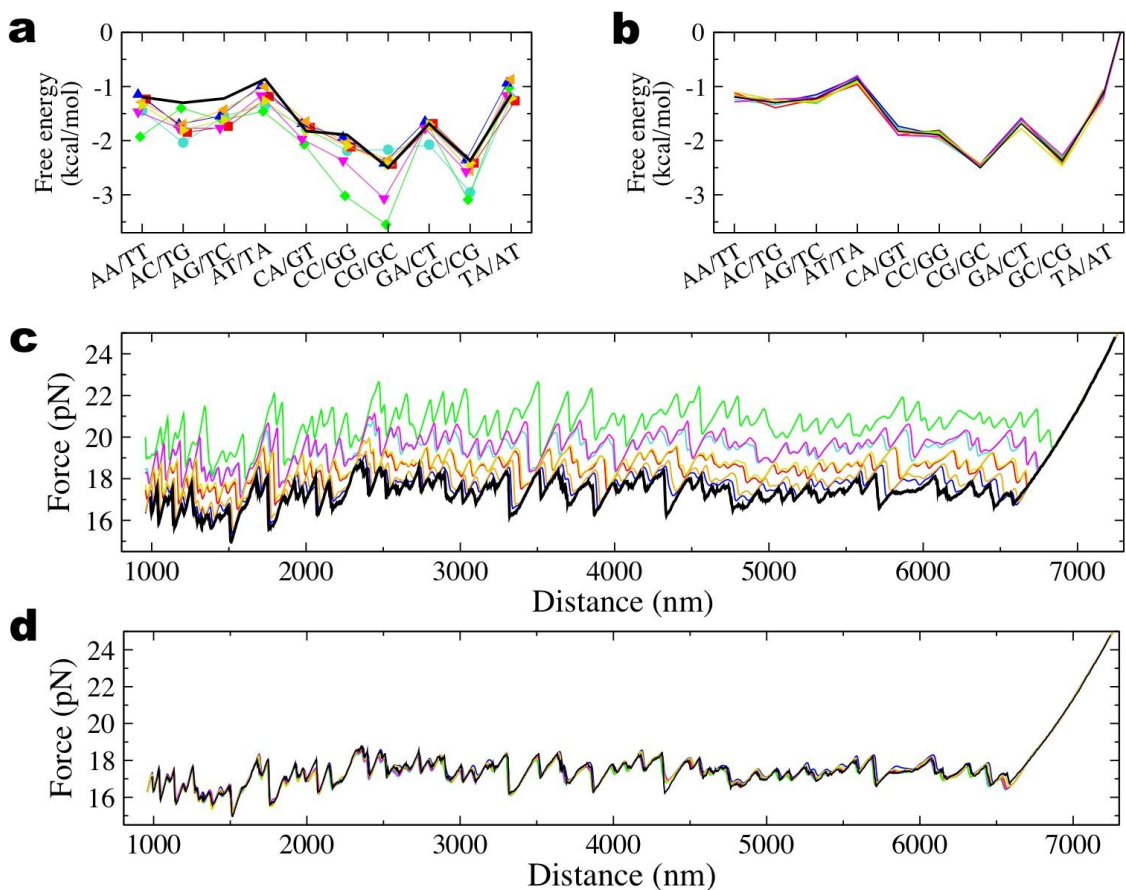 a
Free energy
(kcal/mol)
0
-1
-2
-3
AA/TT AC/TG AG/TC AT/TA CA/GT CC/GG CG/GC GA/CT GC/CG TA/AT
b
Free energy
(kcal/mol)
0
-1
-2
-3
AA/TT AC/TG AG/TC AT/TA CA/GT CC/GG CG/GC GA/CT GC/CG TA/AT
c
Force (pN)
24
22
20
18
16
1000 2000 3000 4000 5000 6000 7000
Distance (nm)
d
Force (pN)
24
22
20
18
16
1000 2000 3000 4000 5000 6000 7000
Distance (nm)